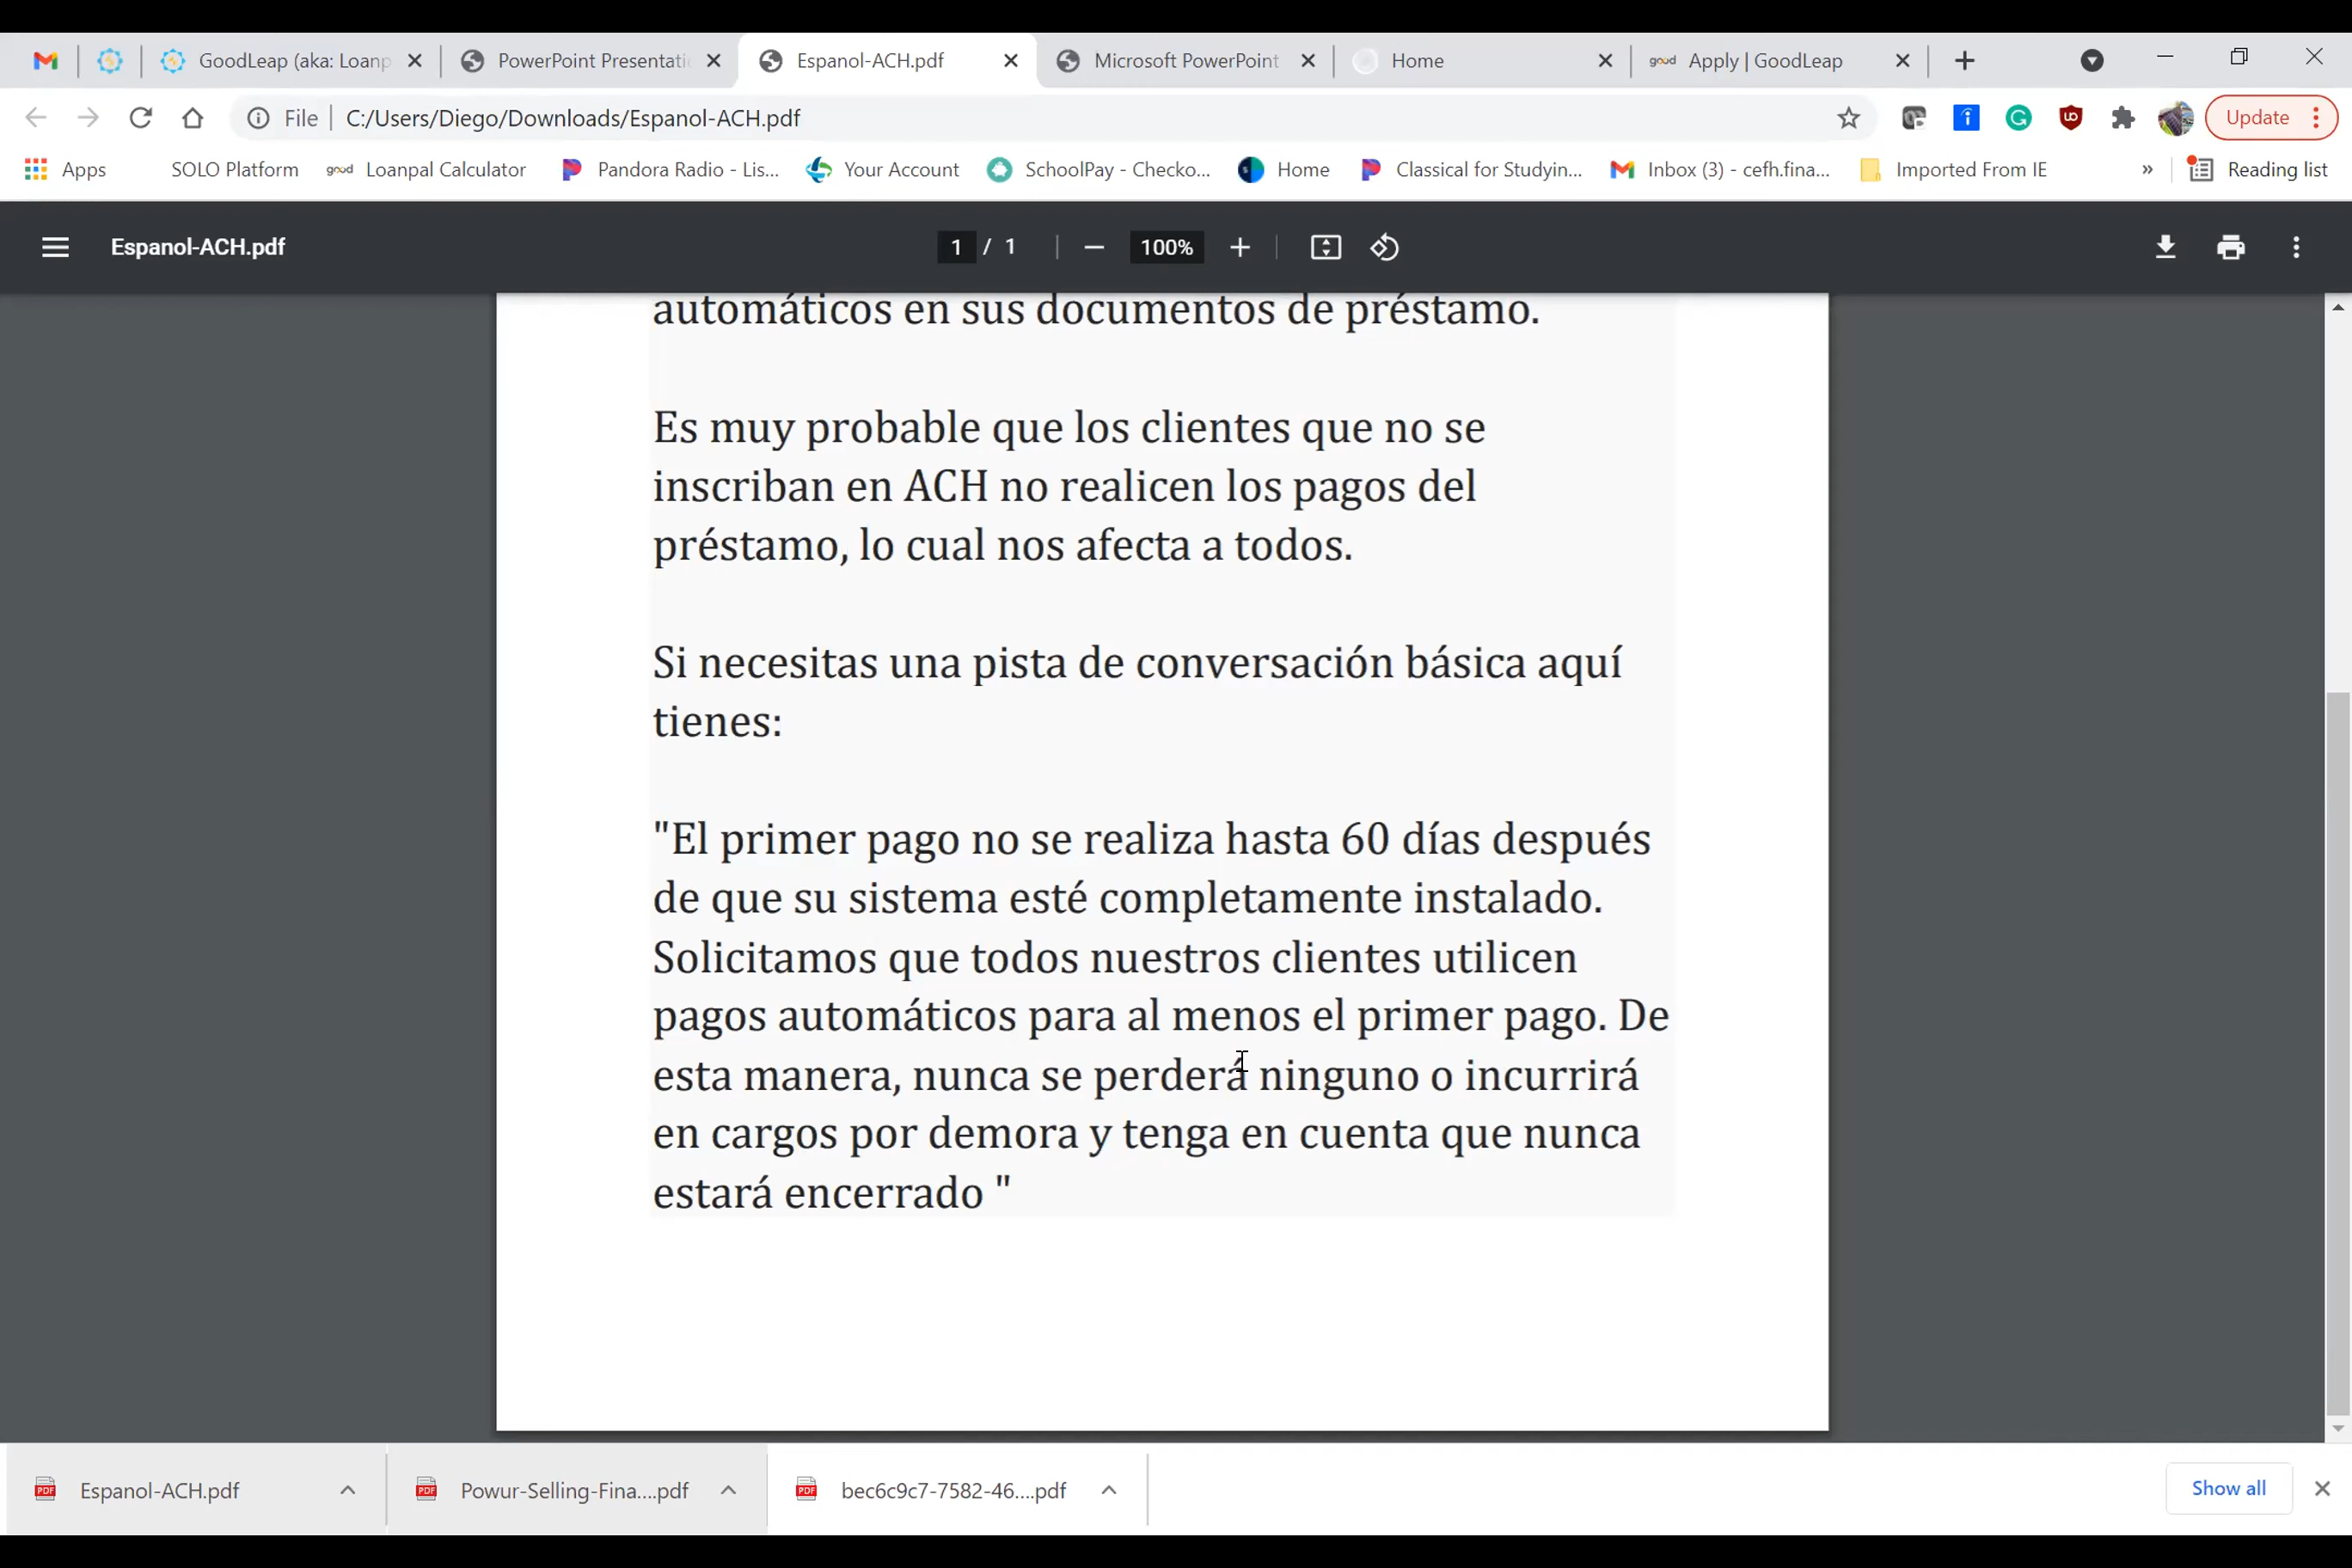 GoodLeap (aka: Loanp
PowerPoint Presentati
Espanol-ACH.pdf
Microsoft PowerPoint
Home
good Apply | GoodLeap
File C:/Users/Diego/Downloads/Espanol-ACH.pdf
Update
Apps SOLO Platform good Loanpal Calculator Pandora Radio - Lis... Your Account SchoolPay - Checko... Home Classical for Studyin... Inbox (3) - cefh.fina... Imported From IE » Reading list
Espanol-ACH.pdf 1 / 1 100%
automáticos en sus documentos de préstamo.
Es muy probable que los clientes que no se
inscriban en ACH no realicen los pagos del
préstamo, lo cual nos afecta a todos.
Si necesitas una pista de conversación básica aquí
tienes:
"El primer pago no se realiza hasta 60 días después
de que su sistema esté completamente instalado.
Solicitamos que todos nuestros clientes utilicen
pagos automáticos para al menos el primer pago. De
esta manera, nunca se perderá ninguno o incurrirá
en cargos por demora y tenga en cuenta que nunca
estará encerrado "
PDF Espanol-ACH.pdf PDF Powur-Selling-Fina....pdf PDF bec6c9c7-7582-46....pdf Show all